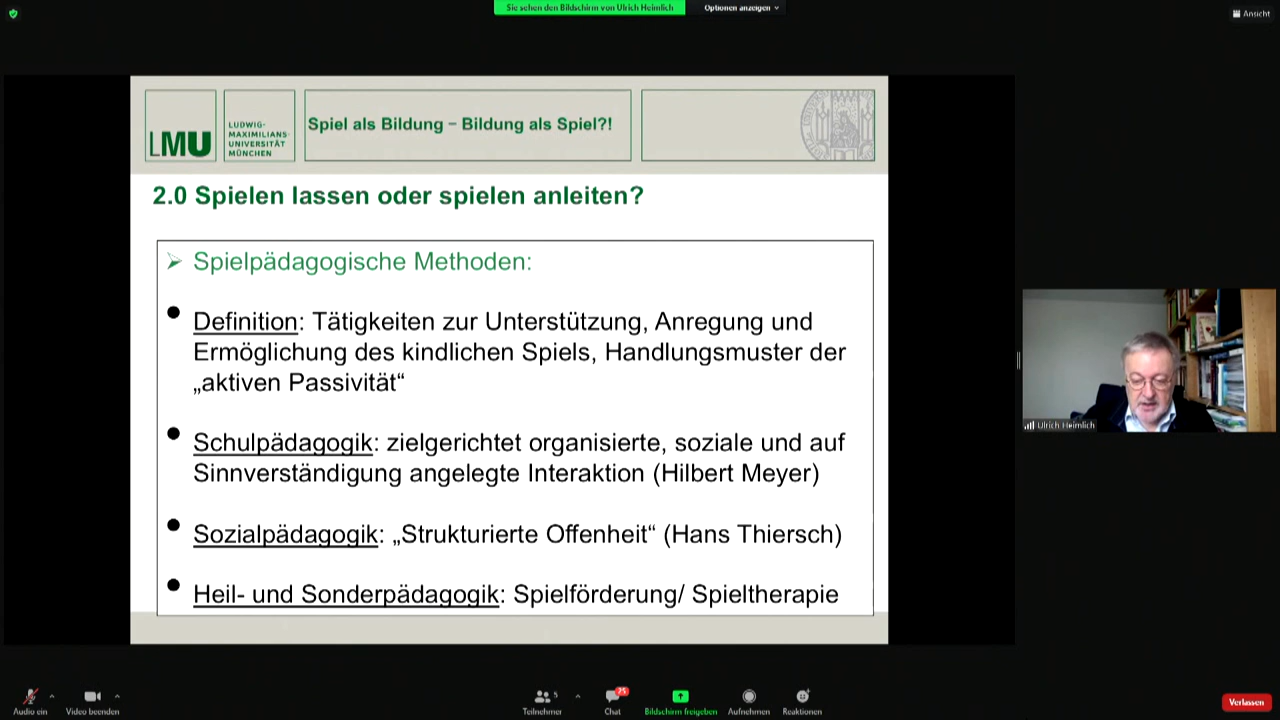 Sie sehen den Bildschirm von Ulrich Heimlich
Optionen anzeigen
Ansicht
LMU
LUDWIG-
MAXIMILIANS-
UNIVERSITÄT
MÜNCHEN
Spiel als Bildung – Bildung als Spiel?!
2.0 Spielen lassen oder spielen anleiten?
Spielpädagogische Methoden:
Definition: Tätigkeiten zur Unterstützung, Anregung und
Ermöglichung des kindlichen Spiels, Handlungsmuster der
„aktiven Passivität“
Schulpädagogik: zielgerichtet organisierte, soziale und auf
Sinnverständigung angelegte Interaktion (Hilbert Meyer)
Sozialpädagogik: „Strukturierte Offenheit“ (Hans Thiersch)
Heil- und Sonderpädagogik: Spielförderung/ Spieltherapie
Ulrich Heimlich
Audio ein
Video beenden
5
Teilnehmer
25
Chat
Bildschirm freigeben
Aufnehmen
Reaktionen
Verlassen